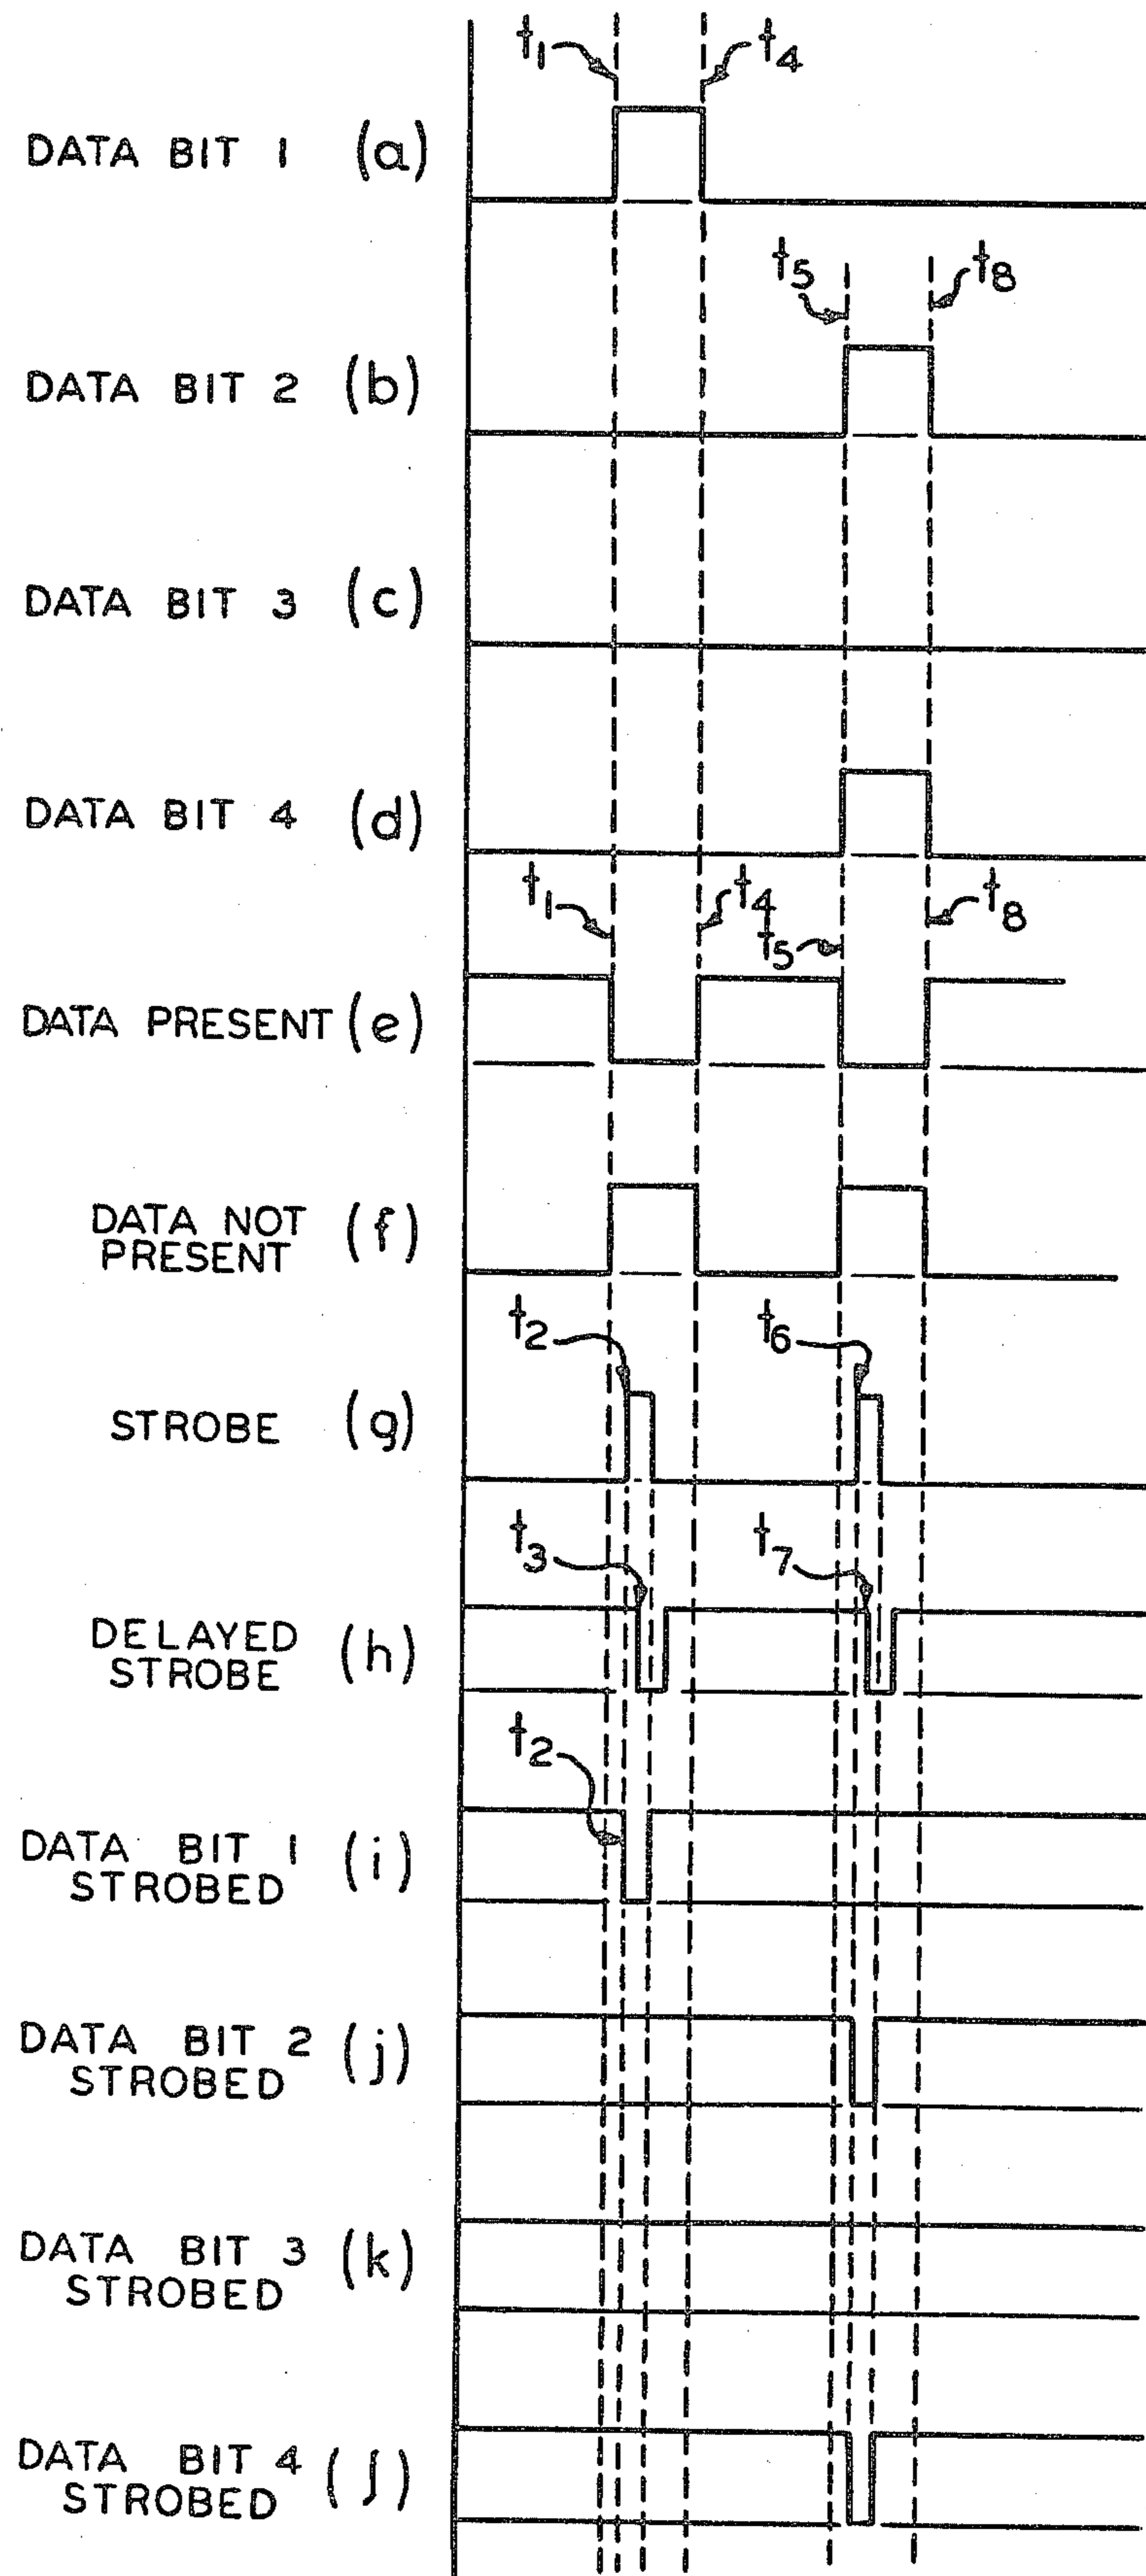 t1 t4
DATA BIT 1 (a)
t5 t8
DATA BIT 2 (b)
DATA BIT 3 (c)
DATA BIT 4 (d)
t1 t4 t5 t8
DATA PRESENT (e)
DATA NOT
PRESENT (f)
t2 t6
STROBE (g)
t3 t7
DELAYED
STROBE (h)
t2
DATA BIT 1
STROBED (i)
DATA BIT 2
STROBED (j)
DATA BIT 3
STROBED (k)
DATA BIT 4
STROBED (l)